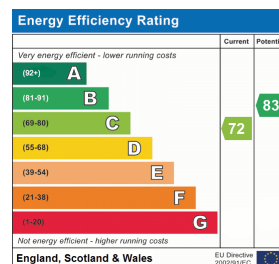 Energy Efficiency Rating
Current Potenti
Very energy efficient - lower running costs
(92+) A
(81-91) B
83
(69-80) C
72
(55-68) D
(39-54) E
(21-38) F
(1-20) G
Not energy efficient - higher running costs
England, Scotland & Wales
EU Directive
2002/91/EC